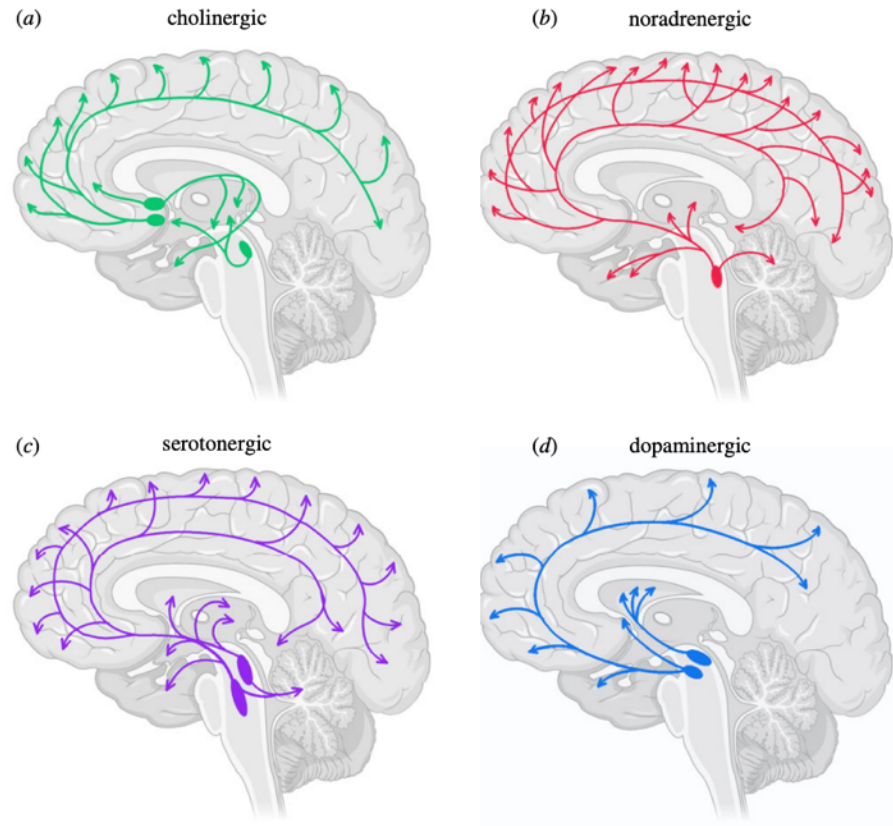 (a) cholinergic
(b) noradrenergic
(c) serotonergic
(d) dopaminergic